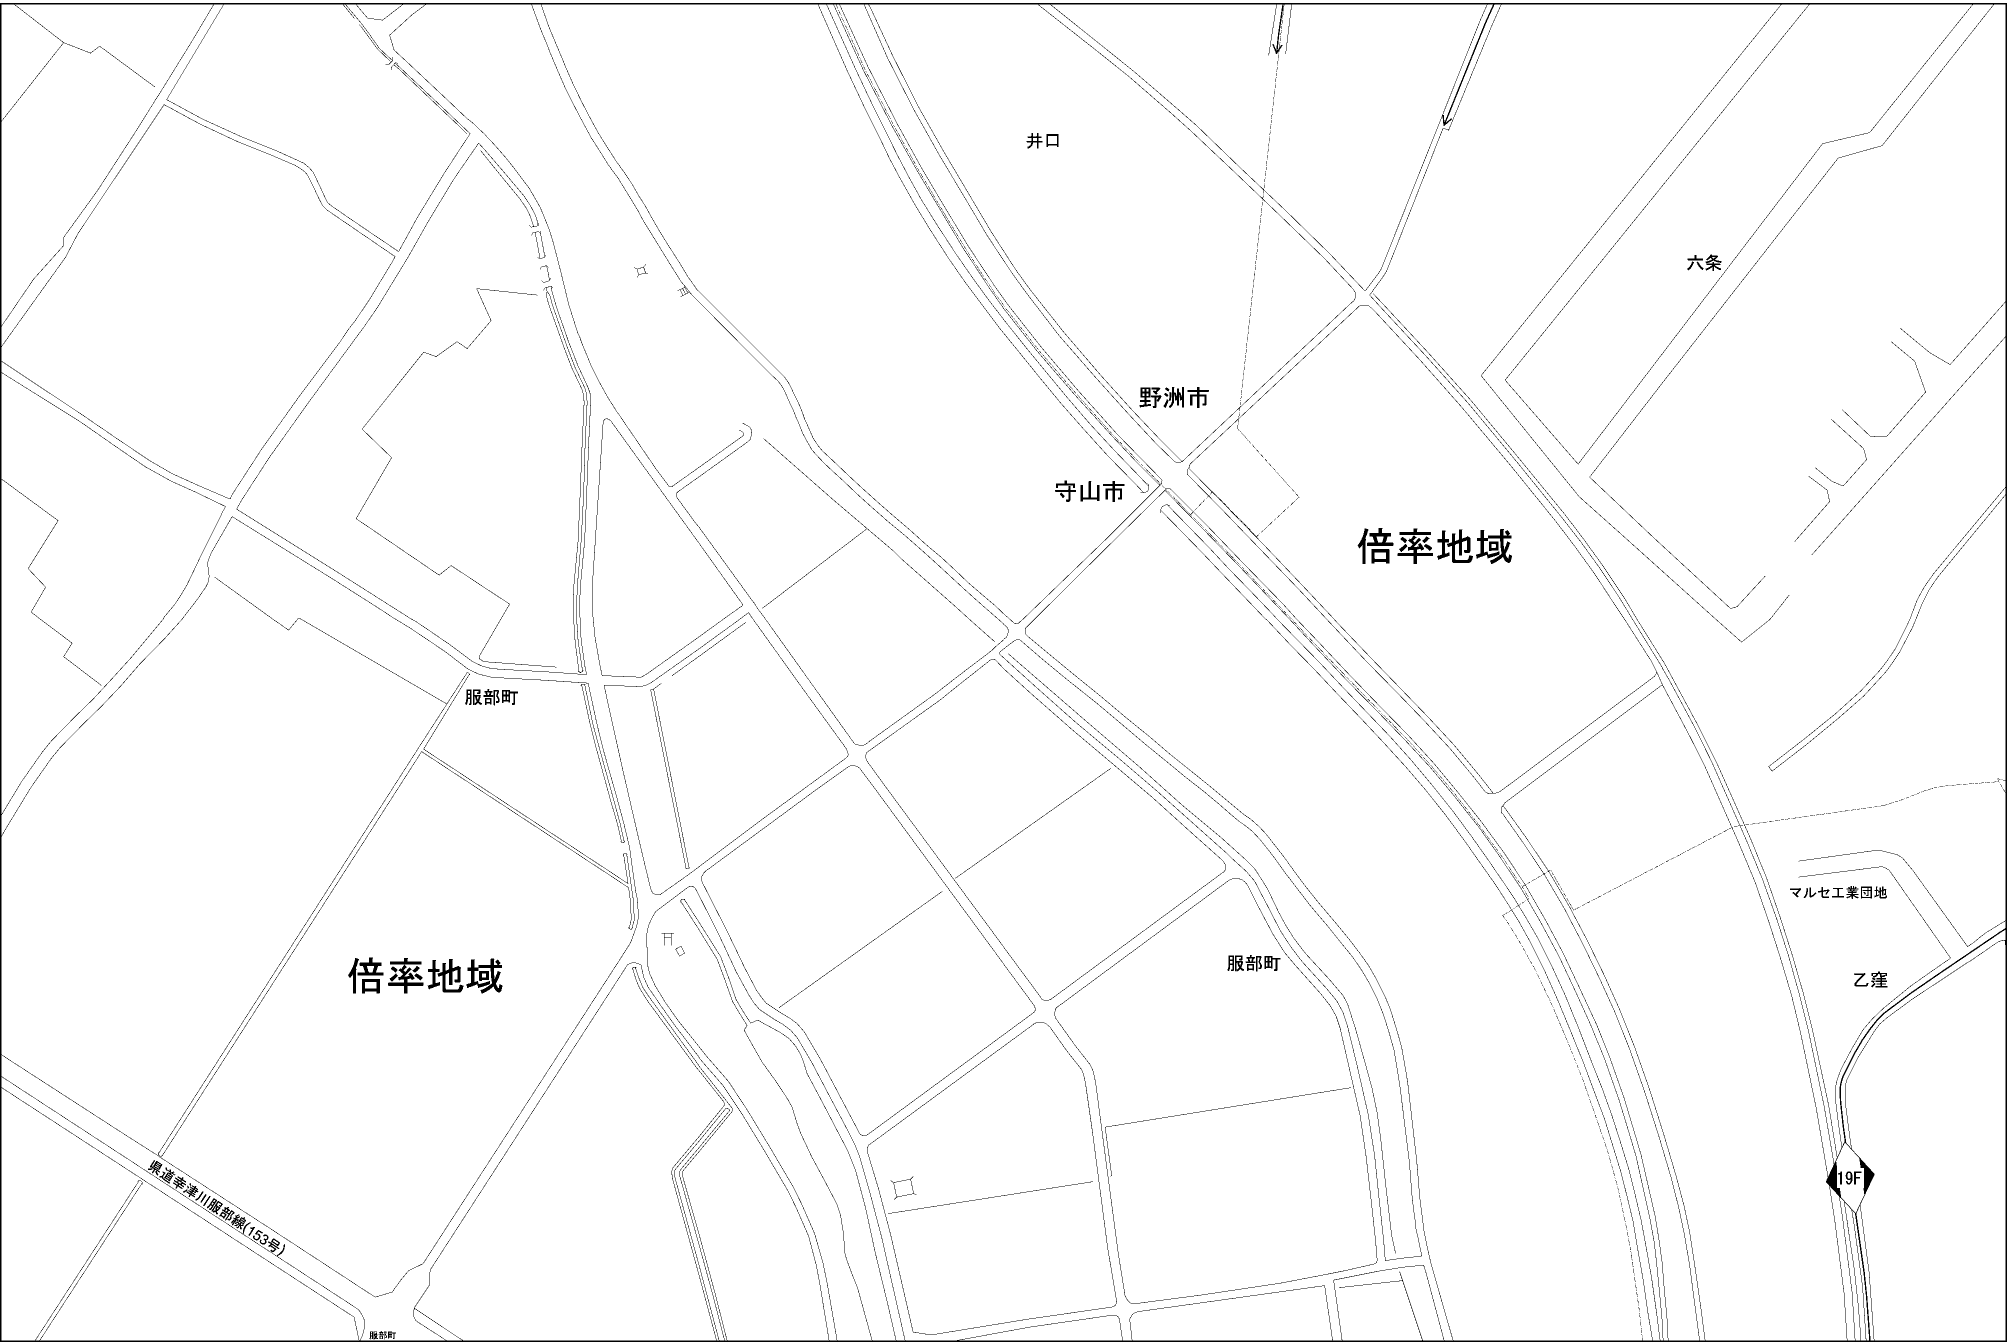 井口
六条
野洲市
守山市
倍率地域
服部町
マルセ工業団地
服部町
倍率地域
乙窪
県道幸津川服部線(153号)
19F
服部町